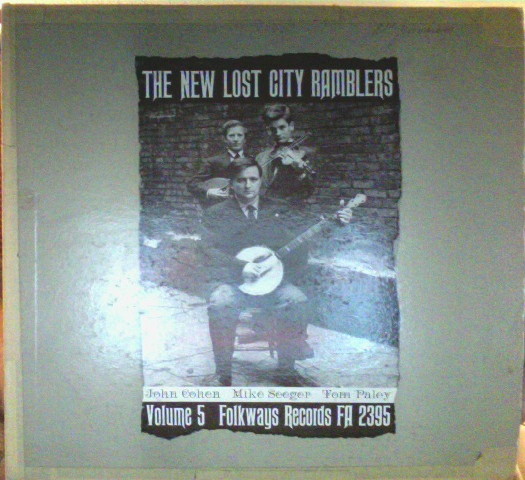 THE NEW LOST CITY RAMBLERS
John Cohen Mike Seeger Tom Paley
Volume 5 Folkways Records FA 2395